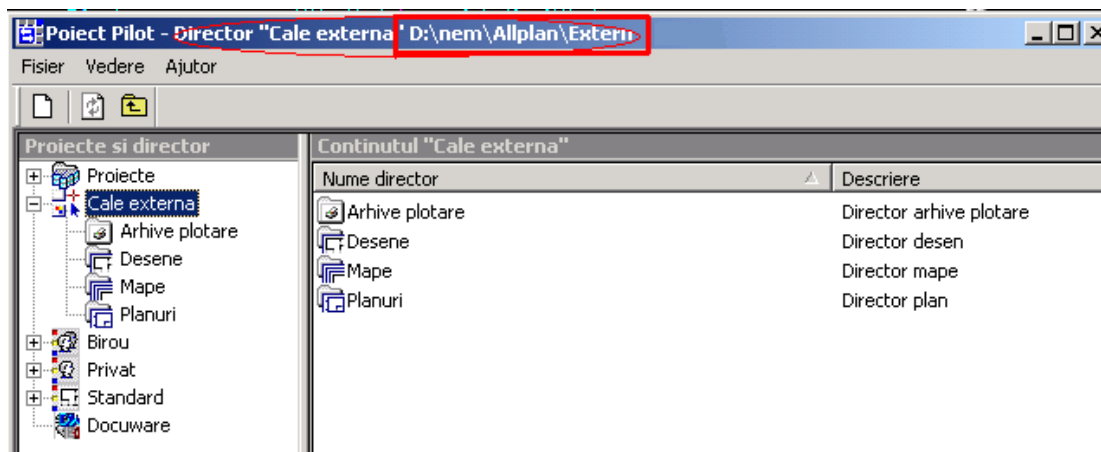 Poiect Pilot - Director "Cale externa" D:\nem\Allplan\Extern
Fisier Vedere Ajutor
Proiecte si director
Proiecte
Cale externa
Arhive plotare
Desene
Mape
Planuri
Birou
Privat
Standard
Docuware
Continutul "Cale externa"
Nume director Descriere
Arhive plotare Director arhive plotare
Desene Director desen
Mape Director mape
Planuri Director plan